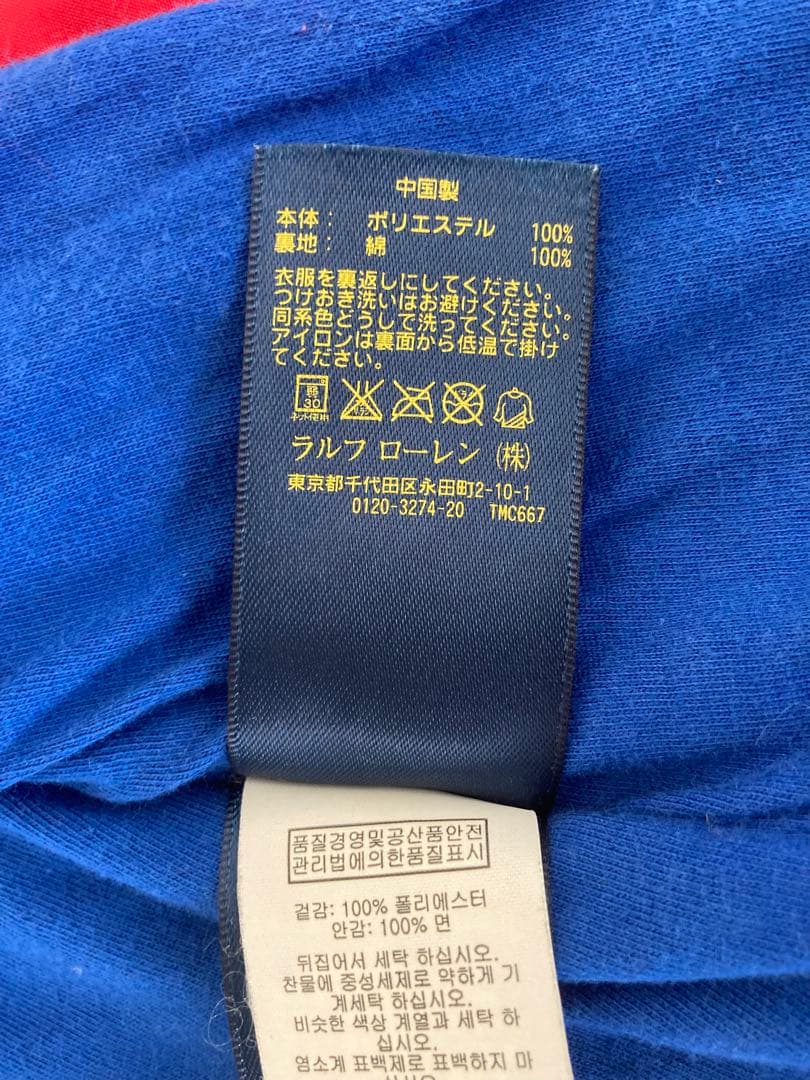 中国製
本体: ポリエステル 100%
裏地: 綿 100%
衣服を裏返しにしてください。
つけおき洗いはお避けください。
同系色どうしで洗ってください。
アイロンは裏面から低温で掛け
てください。
30
ネット使用
ラルフ ローレン (株)
東京都千代田区永田町2-10-1
0120-3274-20 TMC667
품질경영및공산품안전
관리법에의한품질표시
겉감: 100% 폴리에스터
안감: 100% 면
뒤집어서 세탁 하십시오.
찬물에 중성세제로 약하게 기
계세탁 하십시오.
비슷한 색상 계열과 세탁 하
십시오.
염소계 표백제로 표백하지 마